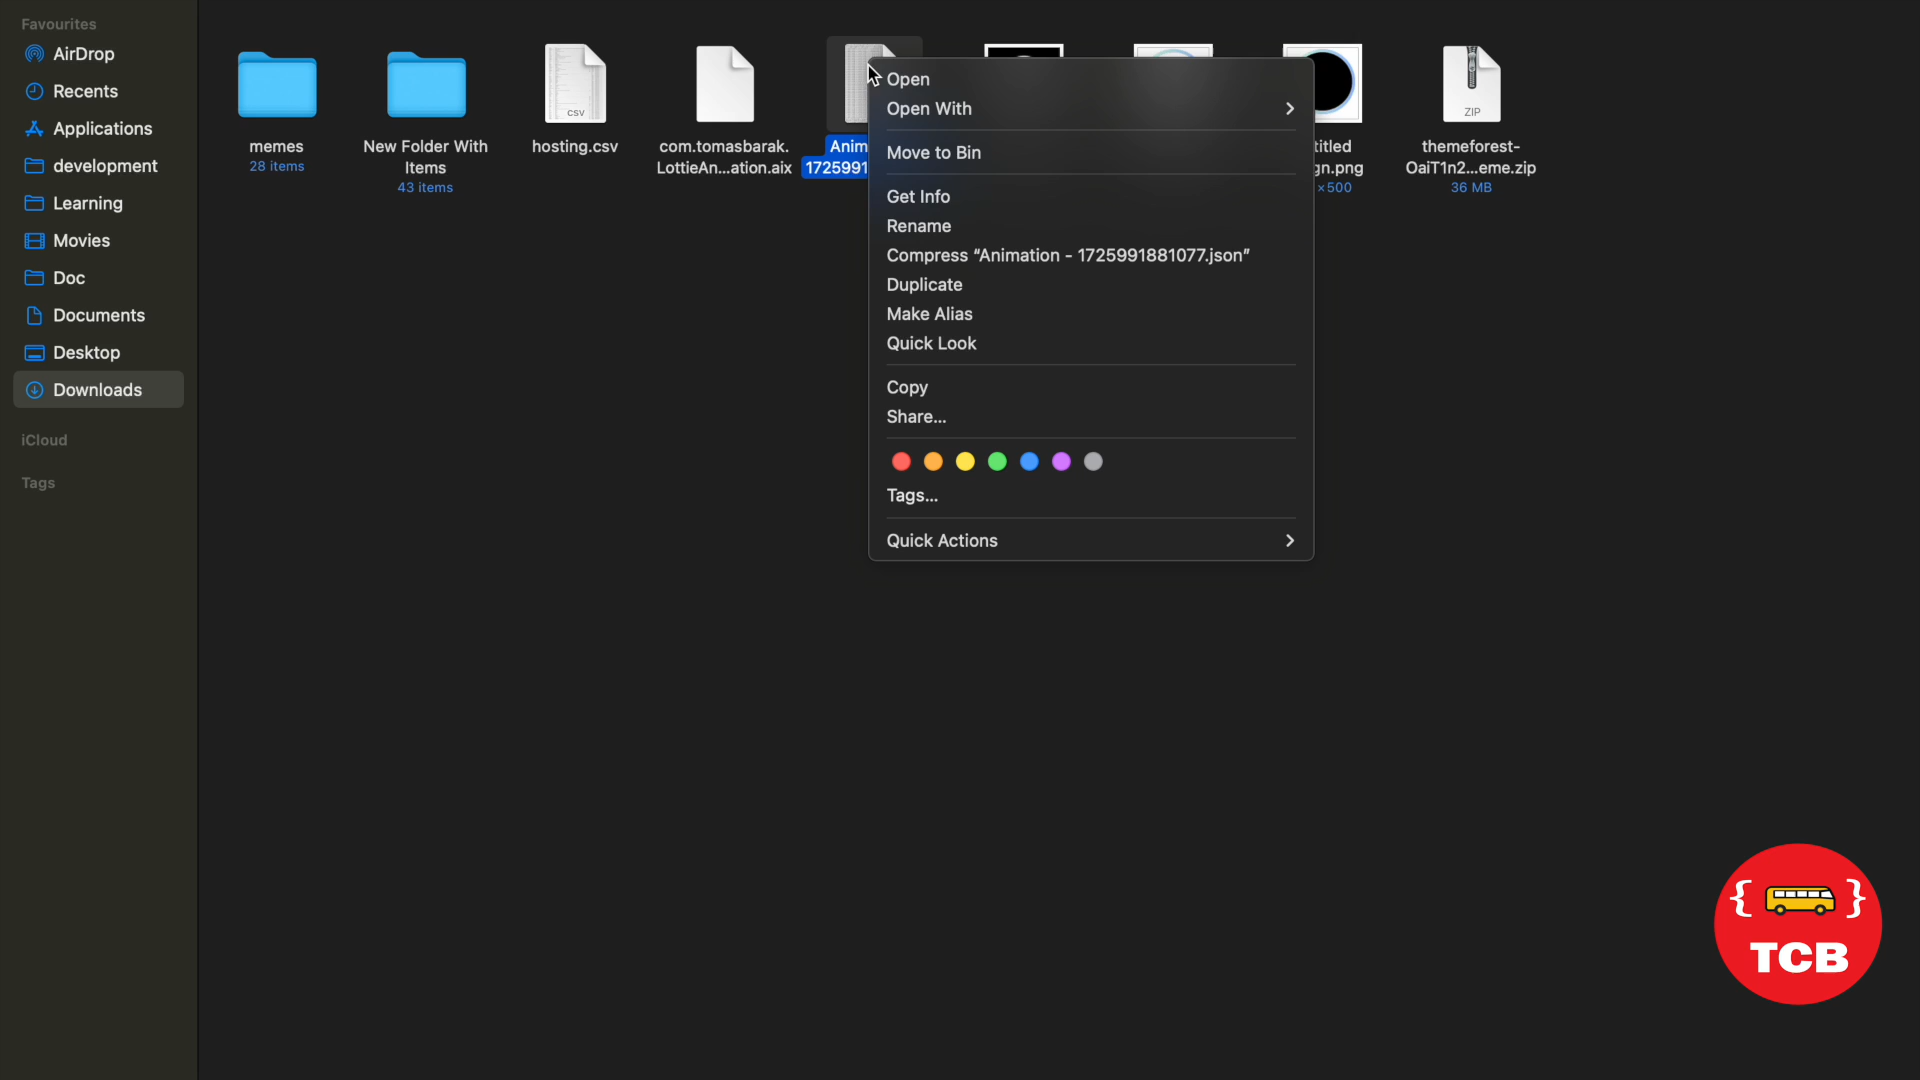 Favourites
AirDrop
Recents
Applications
development
Learning
Movies
Doc
Documents
Desktop
Downloads
iCloud
Tags
memes
28 items
New Folder With
Items
43 items
CSV
hosting.csv
com.tomasbarak.
LottieAn...ation.aix
Anim
1725991
titled
gn.png
×500
ZIP
themeforest-
OaiT1n2...eme.zip
36 MB
Open
Open With
Move to Bin
Get Info
Rename
Compress “Animation - 1725991881077.json”
Duplicate
Make Alias
Quick Look
Copy
Share...
Tags...
Quick Actions
{ }
TCB